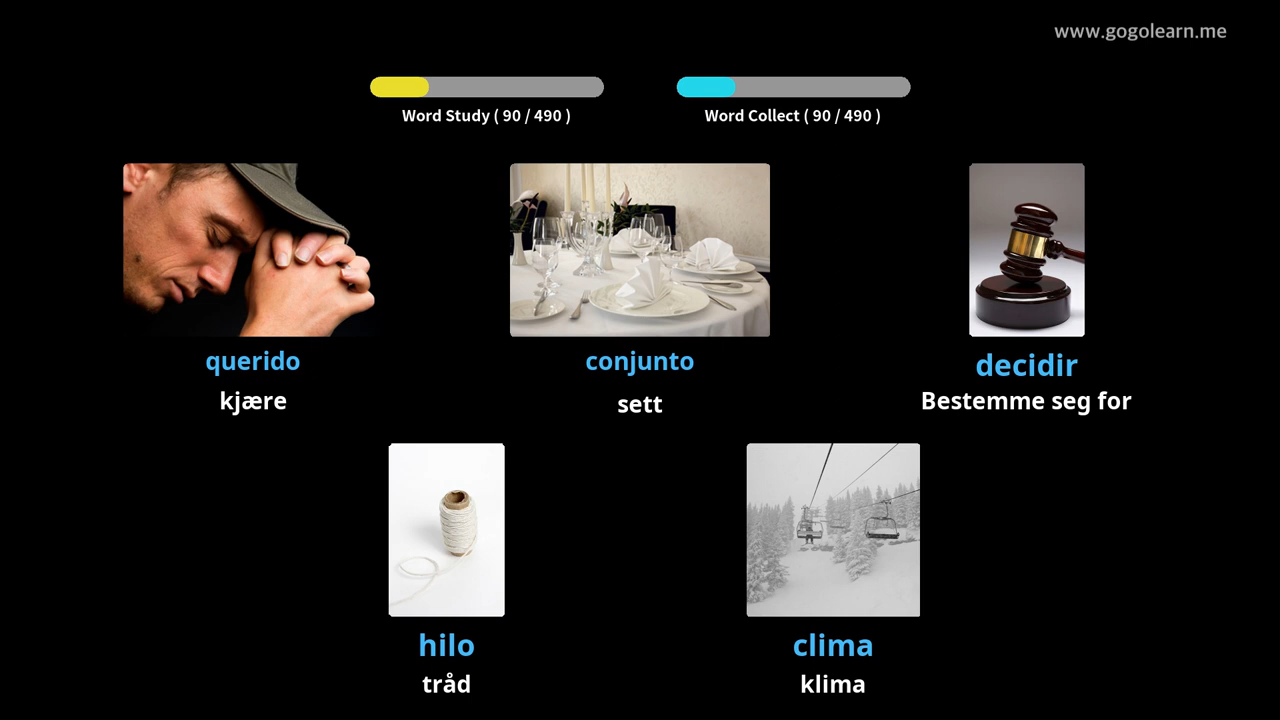 www.gogolearn.me
Word Study ( 90 / 490 )
Word Collect ( 90 / 490 )
querido
kjære
conjunto
sett
decidir
Bestemme seg for
hilo
tråd
clima
klima